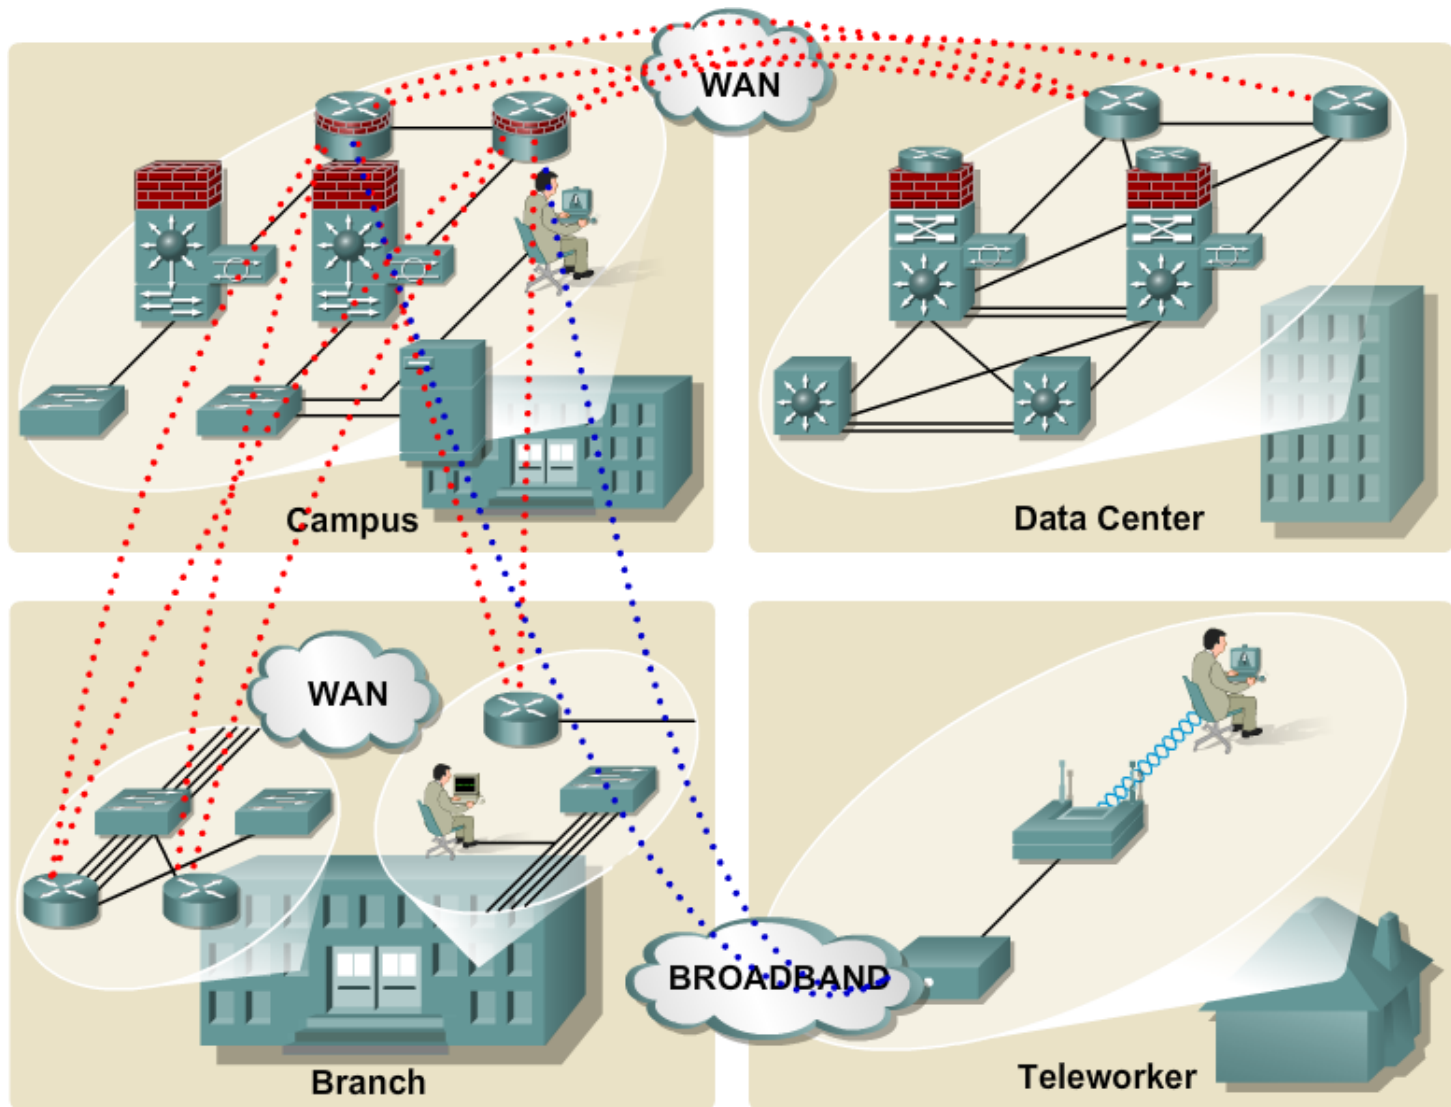 WAN
Campus
Data Center
WAN
BROADBAND
Branch
Teleworker